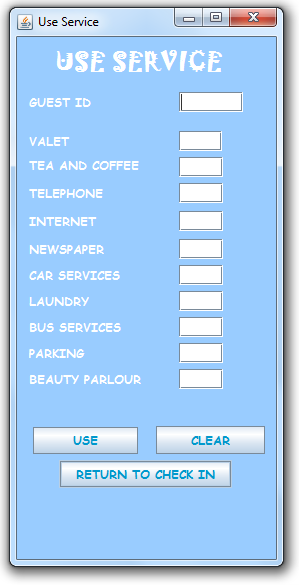 Use Service
USE SERVICE
GUEST ID
VALET
TEA AND COFFEE
TELEPHONE
INTERNET
NEWSPAPER
CAR SERVICES
LAUNDRY
BUS SERVICES
PARKING
BEAUTY PARLOUR
USE CLEAR
RETURN TO CHECK IN